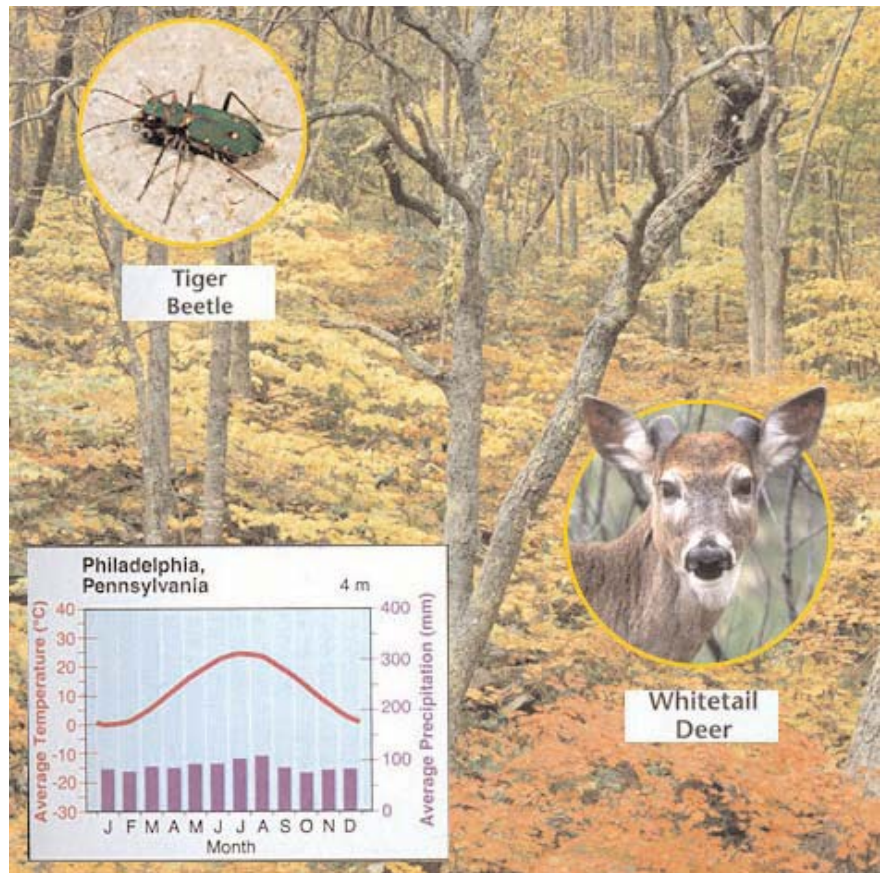 Tiger
Beetle
Whitetail
Deer
Philadelphia,
Pennsylvania
4 m
Average Temperature (°C)
40
30
20
10
0
-10
-20
-30
400
300
200
100
0
Average Precipitation (mm)
J F M A M J J A S O N D
Month